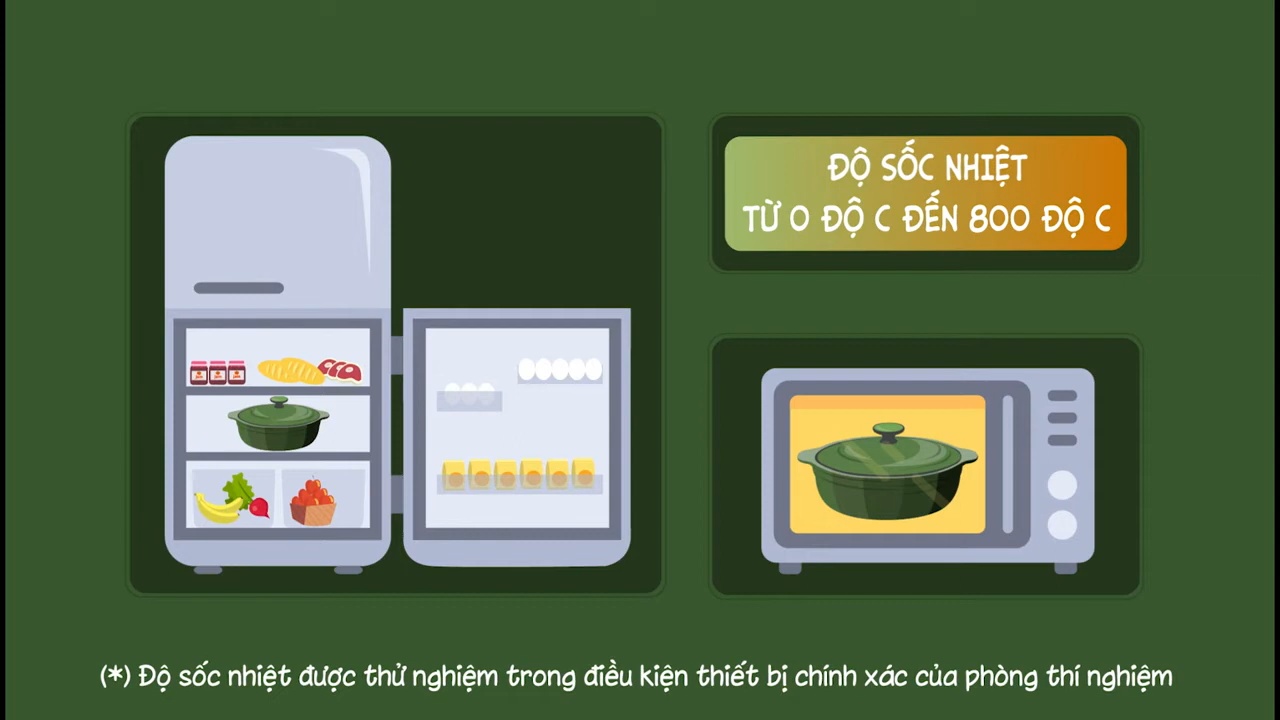 ĐỘ SỐC NHIỆT
TỪ 0 ĐỘ C ĐẾN 800 ĐỘ C
(*) Độ sốc nhiệt được thử nghiệm trong điều kiện thiết bị chính xác của phòng thí nghiệm